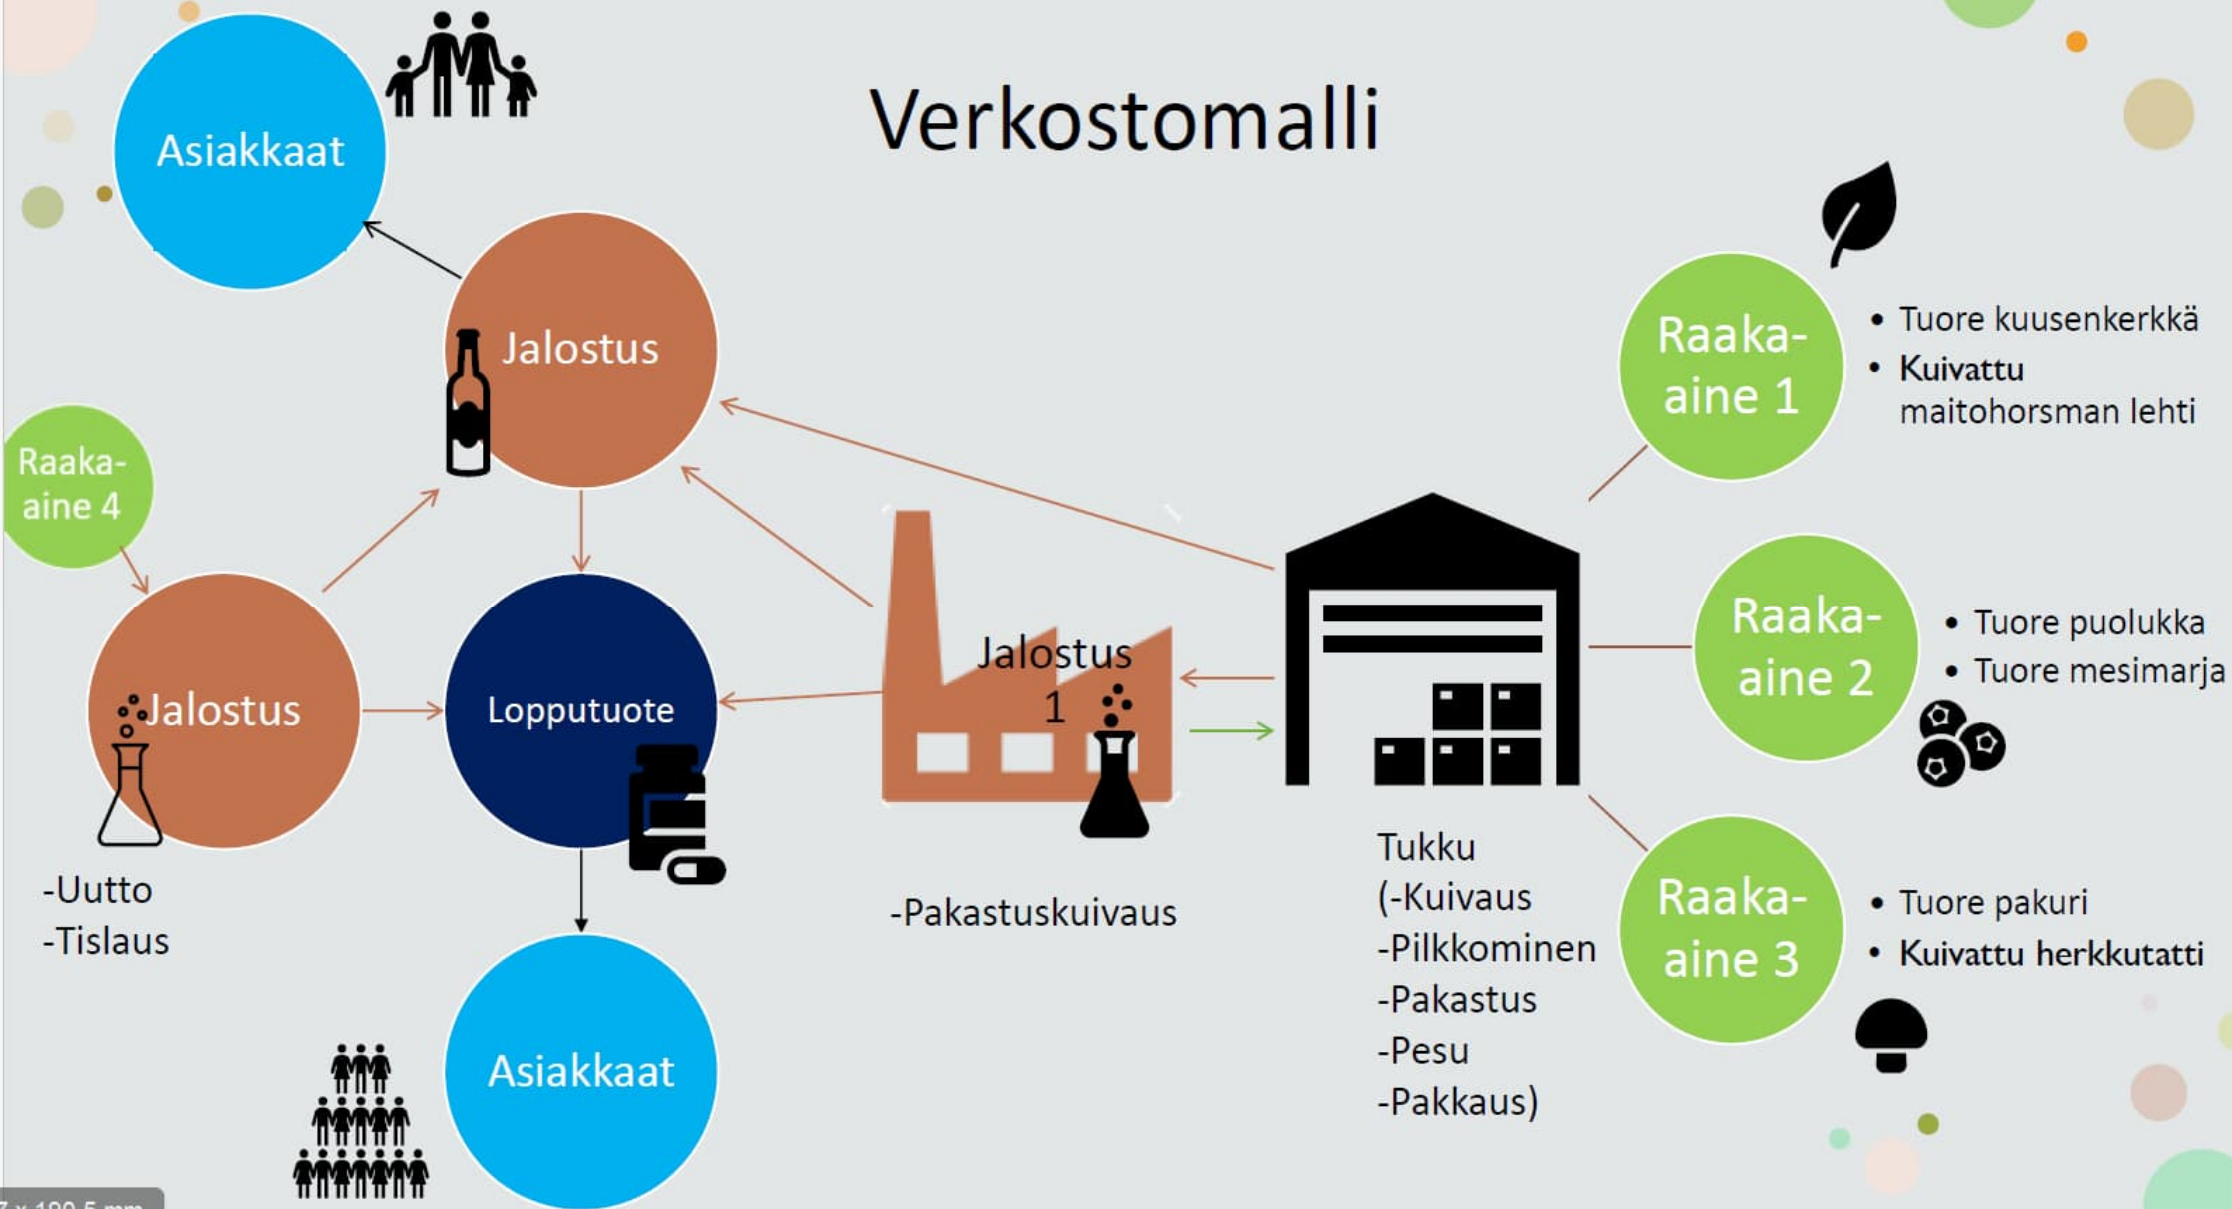 Verkostomalli
Asiakkaat
Jalostus
Raaka-
aine 4
Jalostus
-Uutto
-Tislaus
Lopputuote
Asiakkaat
Jalostus
1
-Pakastuskuivaus
Tukku
(-Kuivaus
-Pilkkominen
-Pakastus
-Pesu
-Pakkaus)
Raaka-
aine 1
• Tuore kuusenkerkkä
• Kuivattu
maitohorsman lehti
Raaka-
aine 2
• Tuore puolukka
• Tuore mesimarja
Raaka-
aine 3
• Tuore pakuri
• Kuivattu herkkutatti